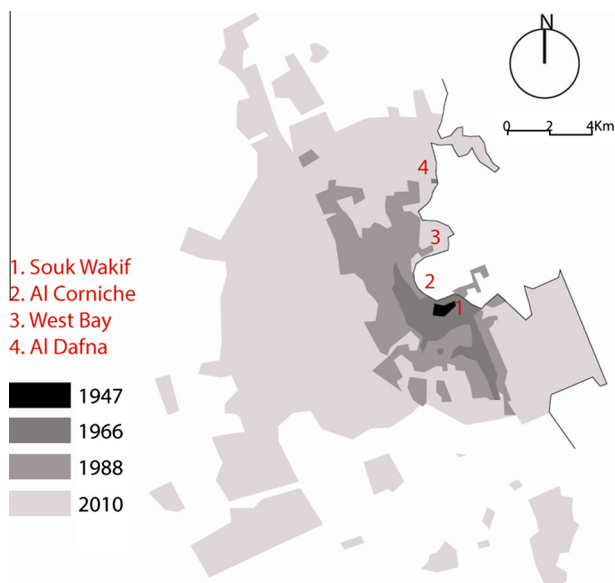 N
0 2 4Km
4
3
2
1
1. Souk Wakif
2. Al Corniche
3. West Bay
4. Al Dafna
1947
1966
1988
2010